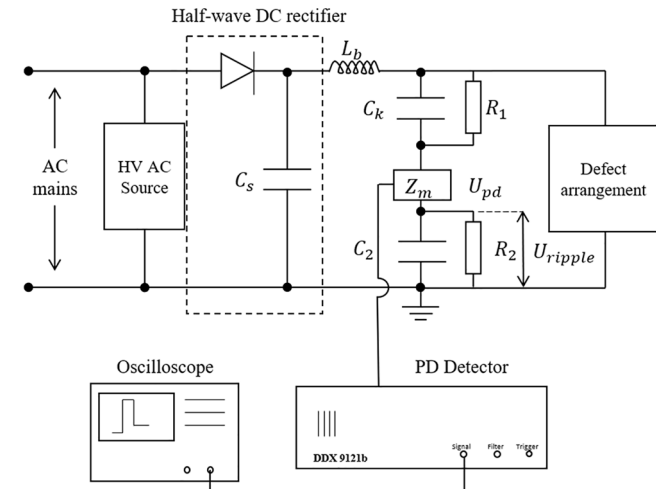 Half-wave DC rectifier
L_b
C_k
R_1
AC
mains
HV AC
Source
C_s
Z_m
U_pd
Defect
arrangement
C_2
R_2
U_ripple
Oscilloscope
PD Detector
Signal
Filter
Trigger
DDX 9121b